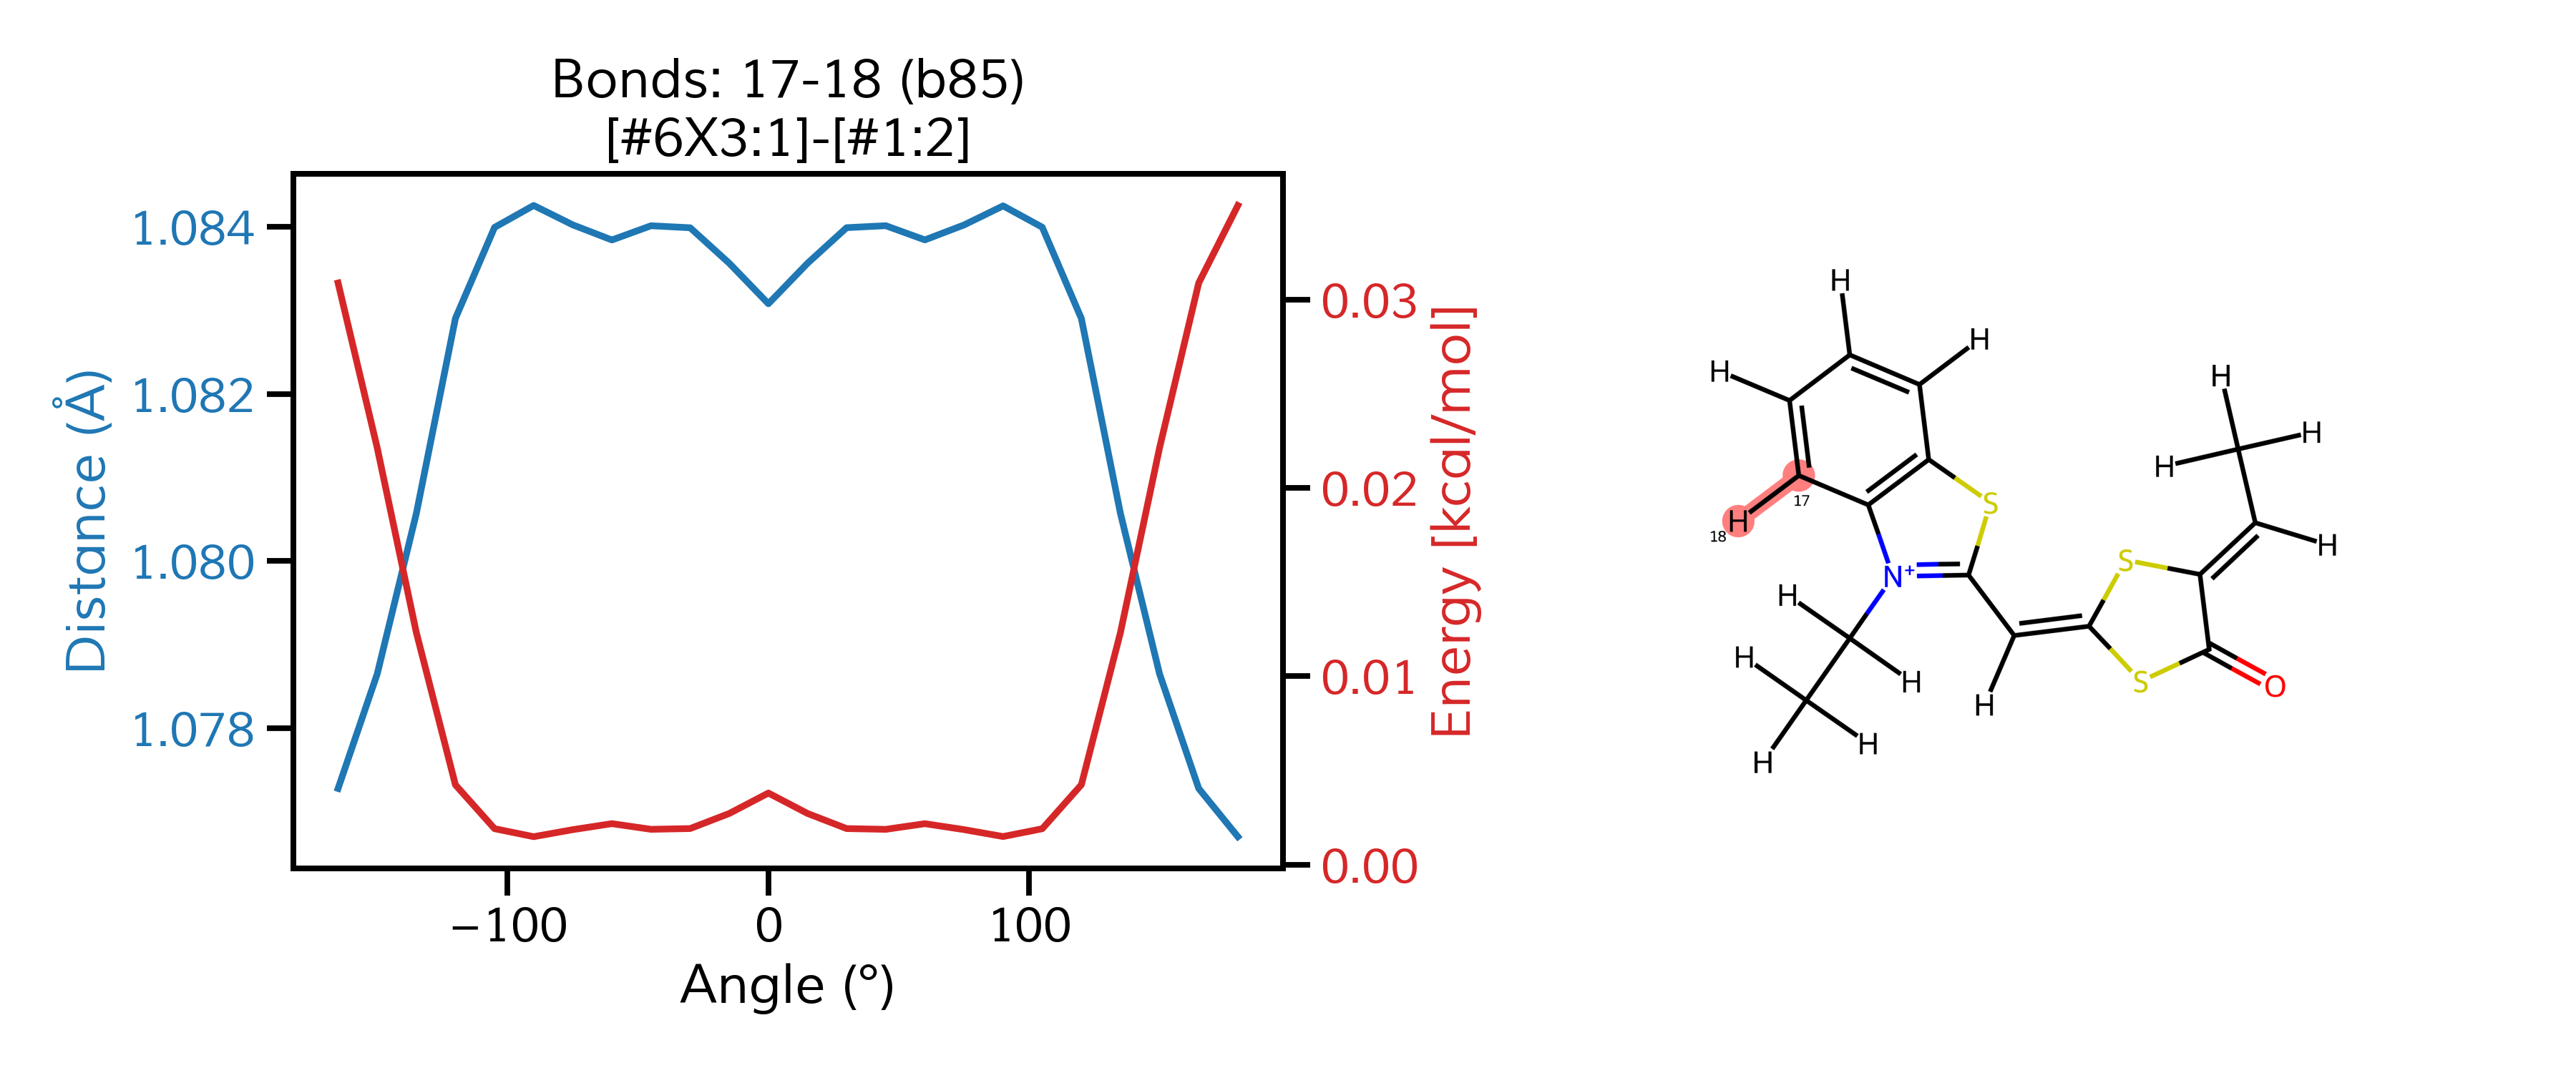 Bonds: 17-18 (b85)
[#6X3:1]-[#1:2]
Distance (Å)
1.084
1.082
1.080
1.078
0.03
0.02
0.01
0.00
Energy [kcal/mol]
−100
0
100
Angle (°)
H
H
H
H
H
H
H
17
H
18
S
S
H
N⁺
H
H
H
S
O
H
H
H